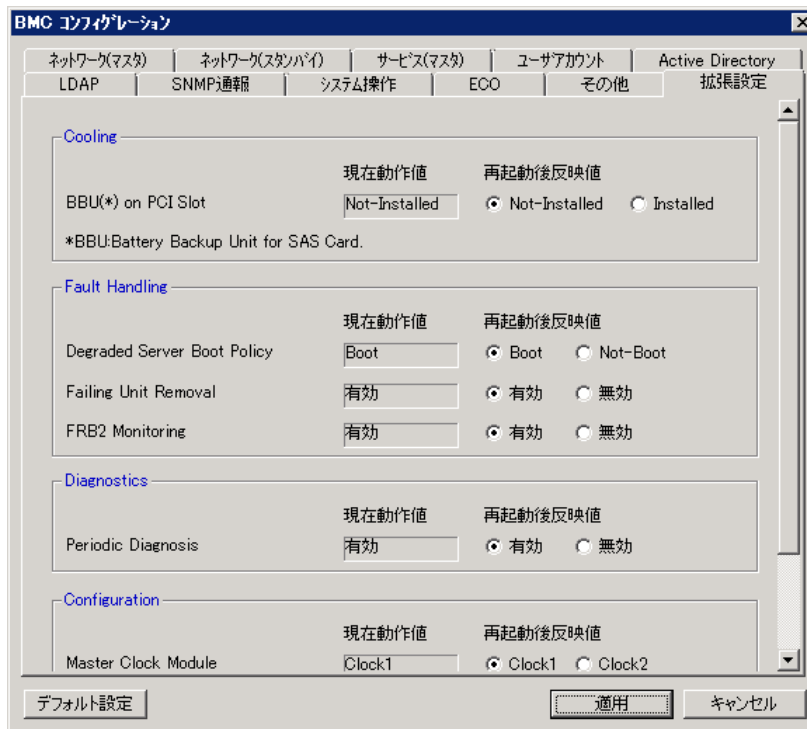 BMC コンフィグレーション
ネットワーク(マスタ) ネットワーク(スタンバイ) サービス(マスタ) ユーザアカウント Active Directory
LDAP SNMP通報 システム操作 ECO その他 拡張設定
Cooling
現在動作値 再起動後反映値
BBU(*) on PCI Slot Not-Installed Not-Installed Installed
*BBU:Battery Backup Unit for SAS Card.
Fault Handling
現在動作値 再起動後反映値
Degraded Server Boot Policy Boot Boot Not-Boot
Failing Unit Removal 有効 有効 無効
FRB2 Monitoring 有効 有効 無効
Diagnostics
現在動作値 再起動後反映値
Periodic Diagnosis 有効 有効 無効
Configuration
現在動作値 再起動後反映値
Master Clock Module Clock1 Clock1 Clock2
デフォルト設定 適用 キャンセル